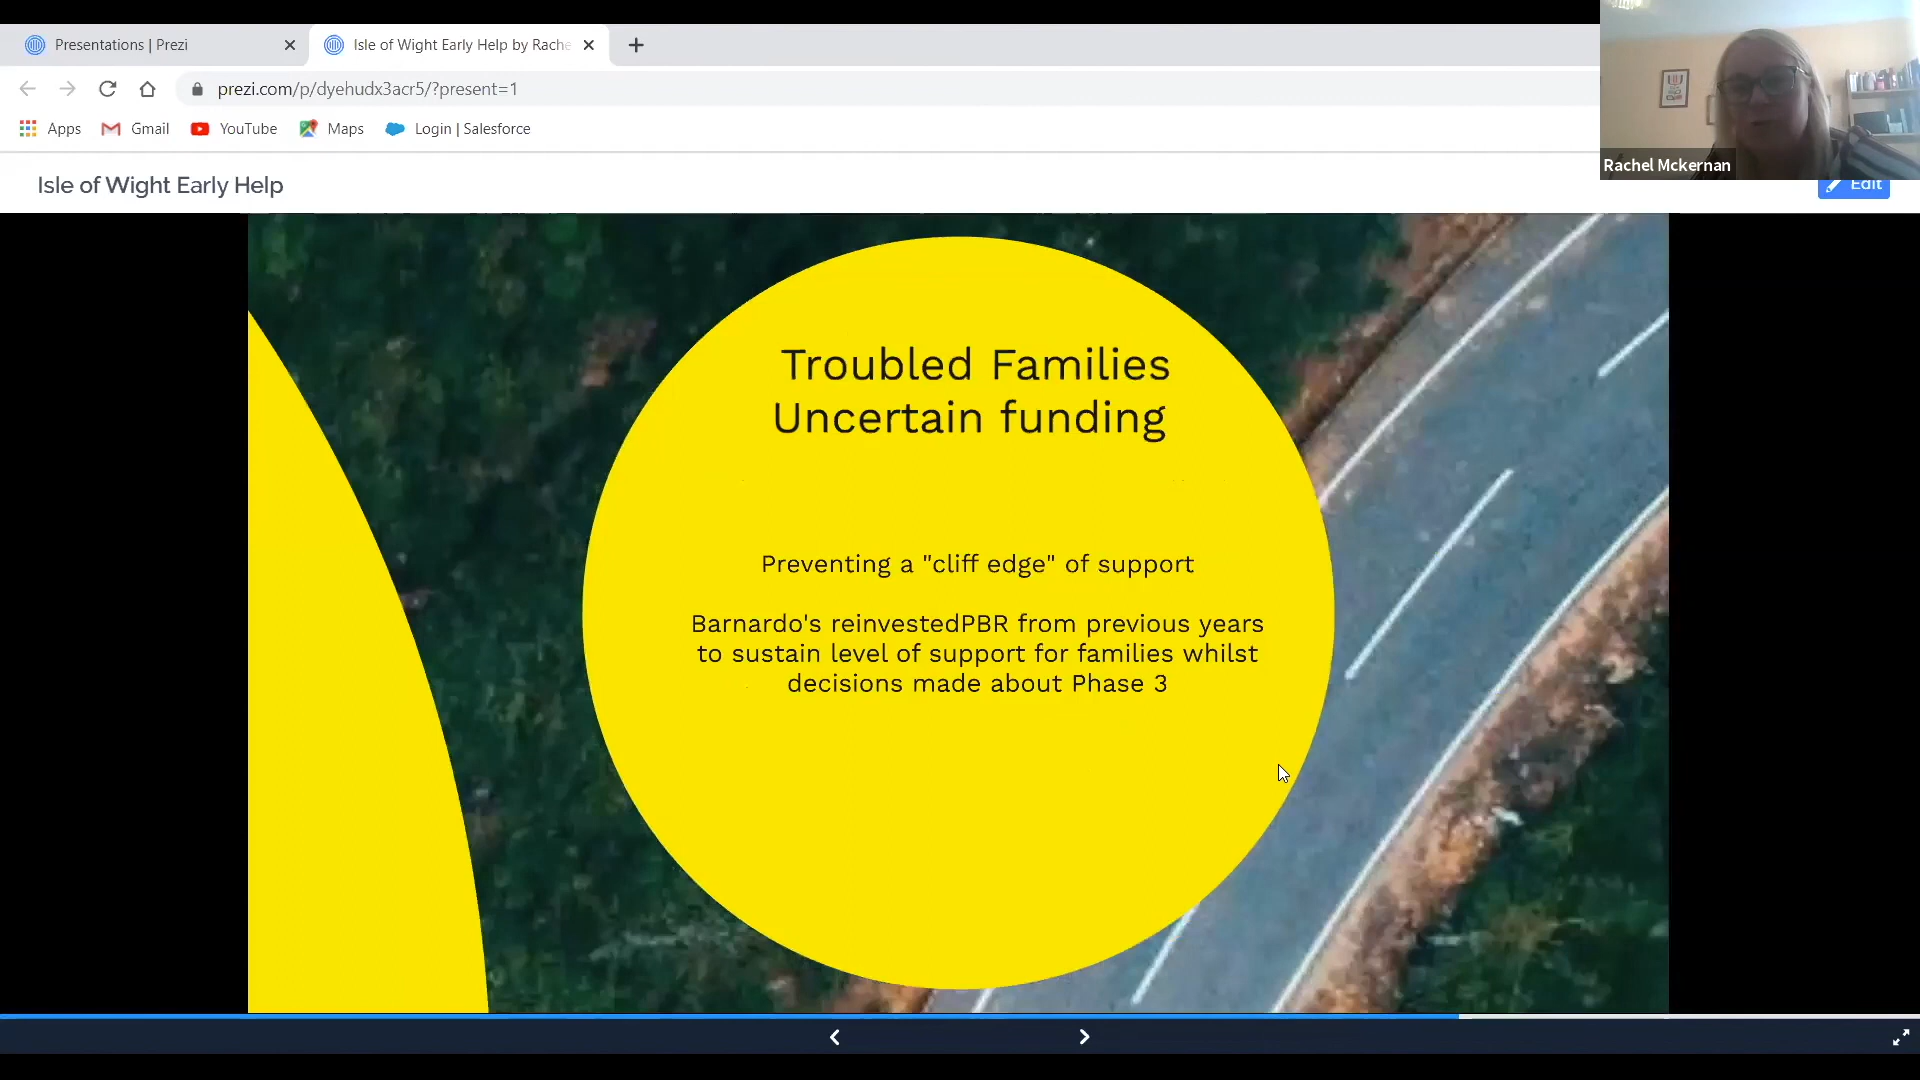 Presentations | Prezi
Isle of Wight Early Help by Rache
prezi.com/p/dyehudx3acr5/?present=1
Apps
Gmail
YouTube
Maps
Login | Salesforce
Rachel Mckernan
Isle of Wight Early Help
Edit
Troubled Families
Uncertain funding
Preventing a "cliff edge" of support
Barnardo's reinvestedPBR from previous years
to sustain level of support for families whilst
decisions made about Phase 3